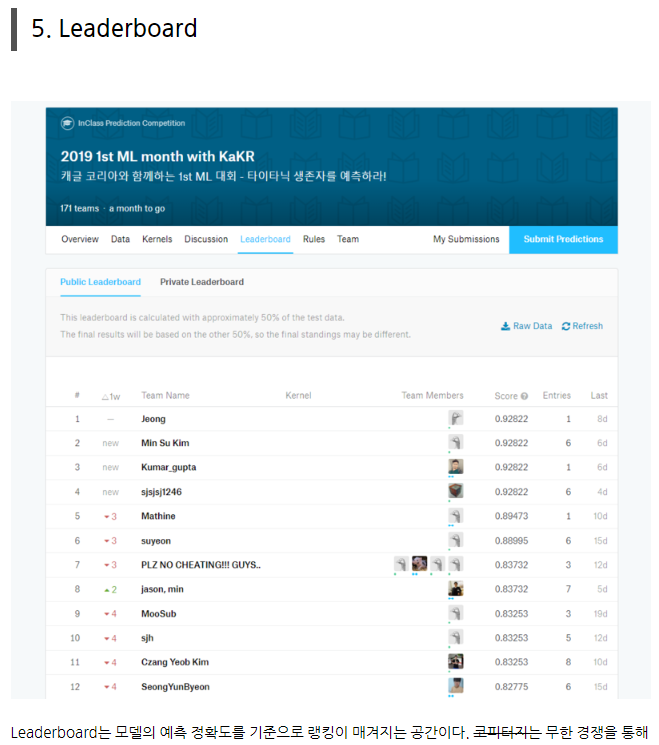 5. Leaderboard
InClass Prediction Competition
2019 1st ML month with KaKR
캐글 코리아와 함께하는 1st ML 대회 - 타이타닉 생존자를 예측하라!
171 teams · a month to go
Overview Data Kernels Discussion Leaderboard Rules Team My Submissions Submit Predictions
Public Leaderboard Private Leaderboard
This leaderboard is calculated with approximately 50% of the test data.
The final results will be based on the other 50%, so the final standings may be different.
Raw Data Refresh
# △1w Team Name Kernel Team Members Score Entries Last
1 — Jeong 0.92822 1 8d
2 new Min Su Kim 0.92822 6 6d
3 new Kumar_gupta 0.92822 1 6d
4 new sjsjsj1246 0.92822 6 4d
5 ▾3 Mathine 0.89473 1 10d
6 ▾3 suyeon 0.88995 6 15d
7 ▾3 PLZ NO CHEATING!!! GUYS.. 0.83732 3 12d
8 ▴2 jason, min 0.83732 7 5d
9 ▾4 MooSub 0.83253 3 19d
10 ▾4 sjh 0.83253 5 12d
11 ▾4 Czang Yeob Kim 0.83253 8 10d
12 ▾4 SeongYunByeon 0.82775 6 15d
Leaderboard는 모델의 예측 정확도를 기준으로 랭킹이 매겨지는 공간이다. 코피터지는 무한 경쟁을 통해